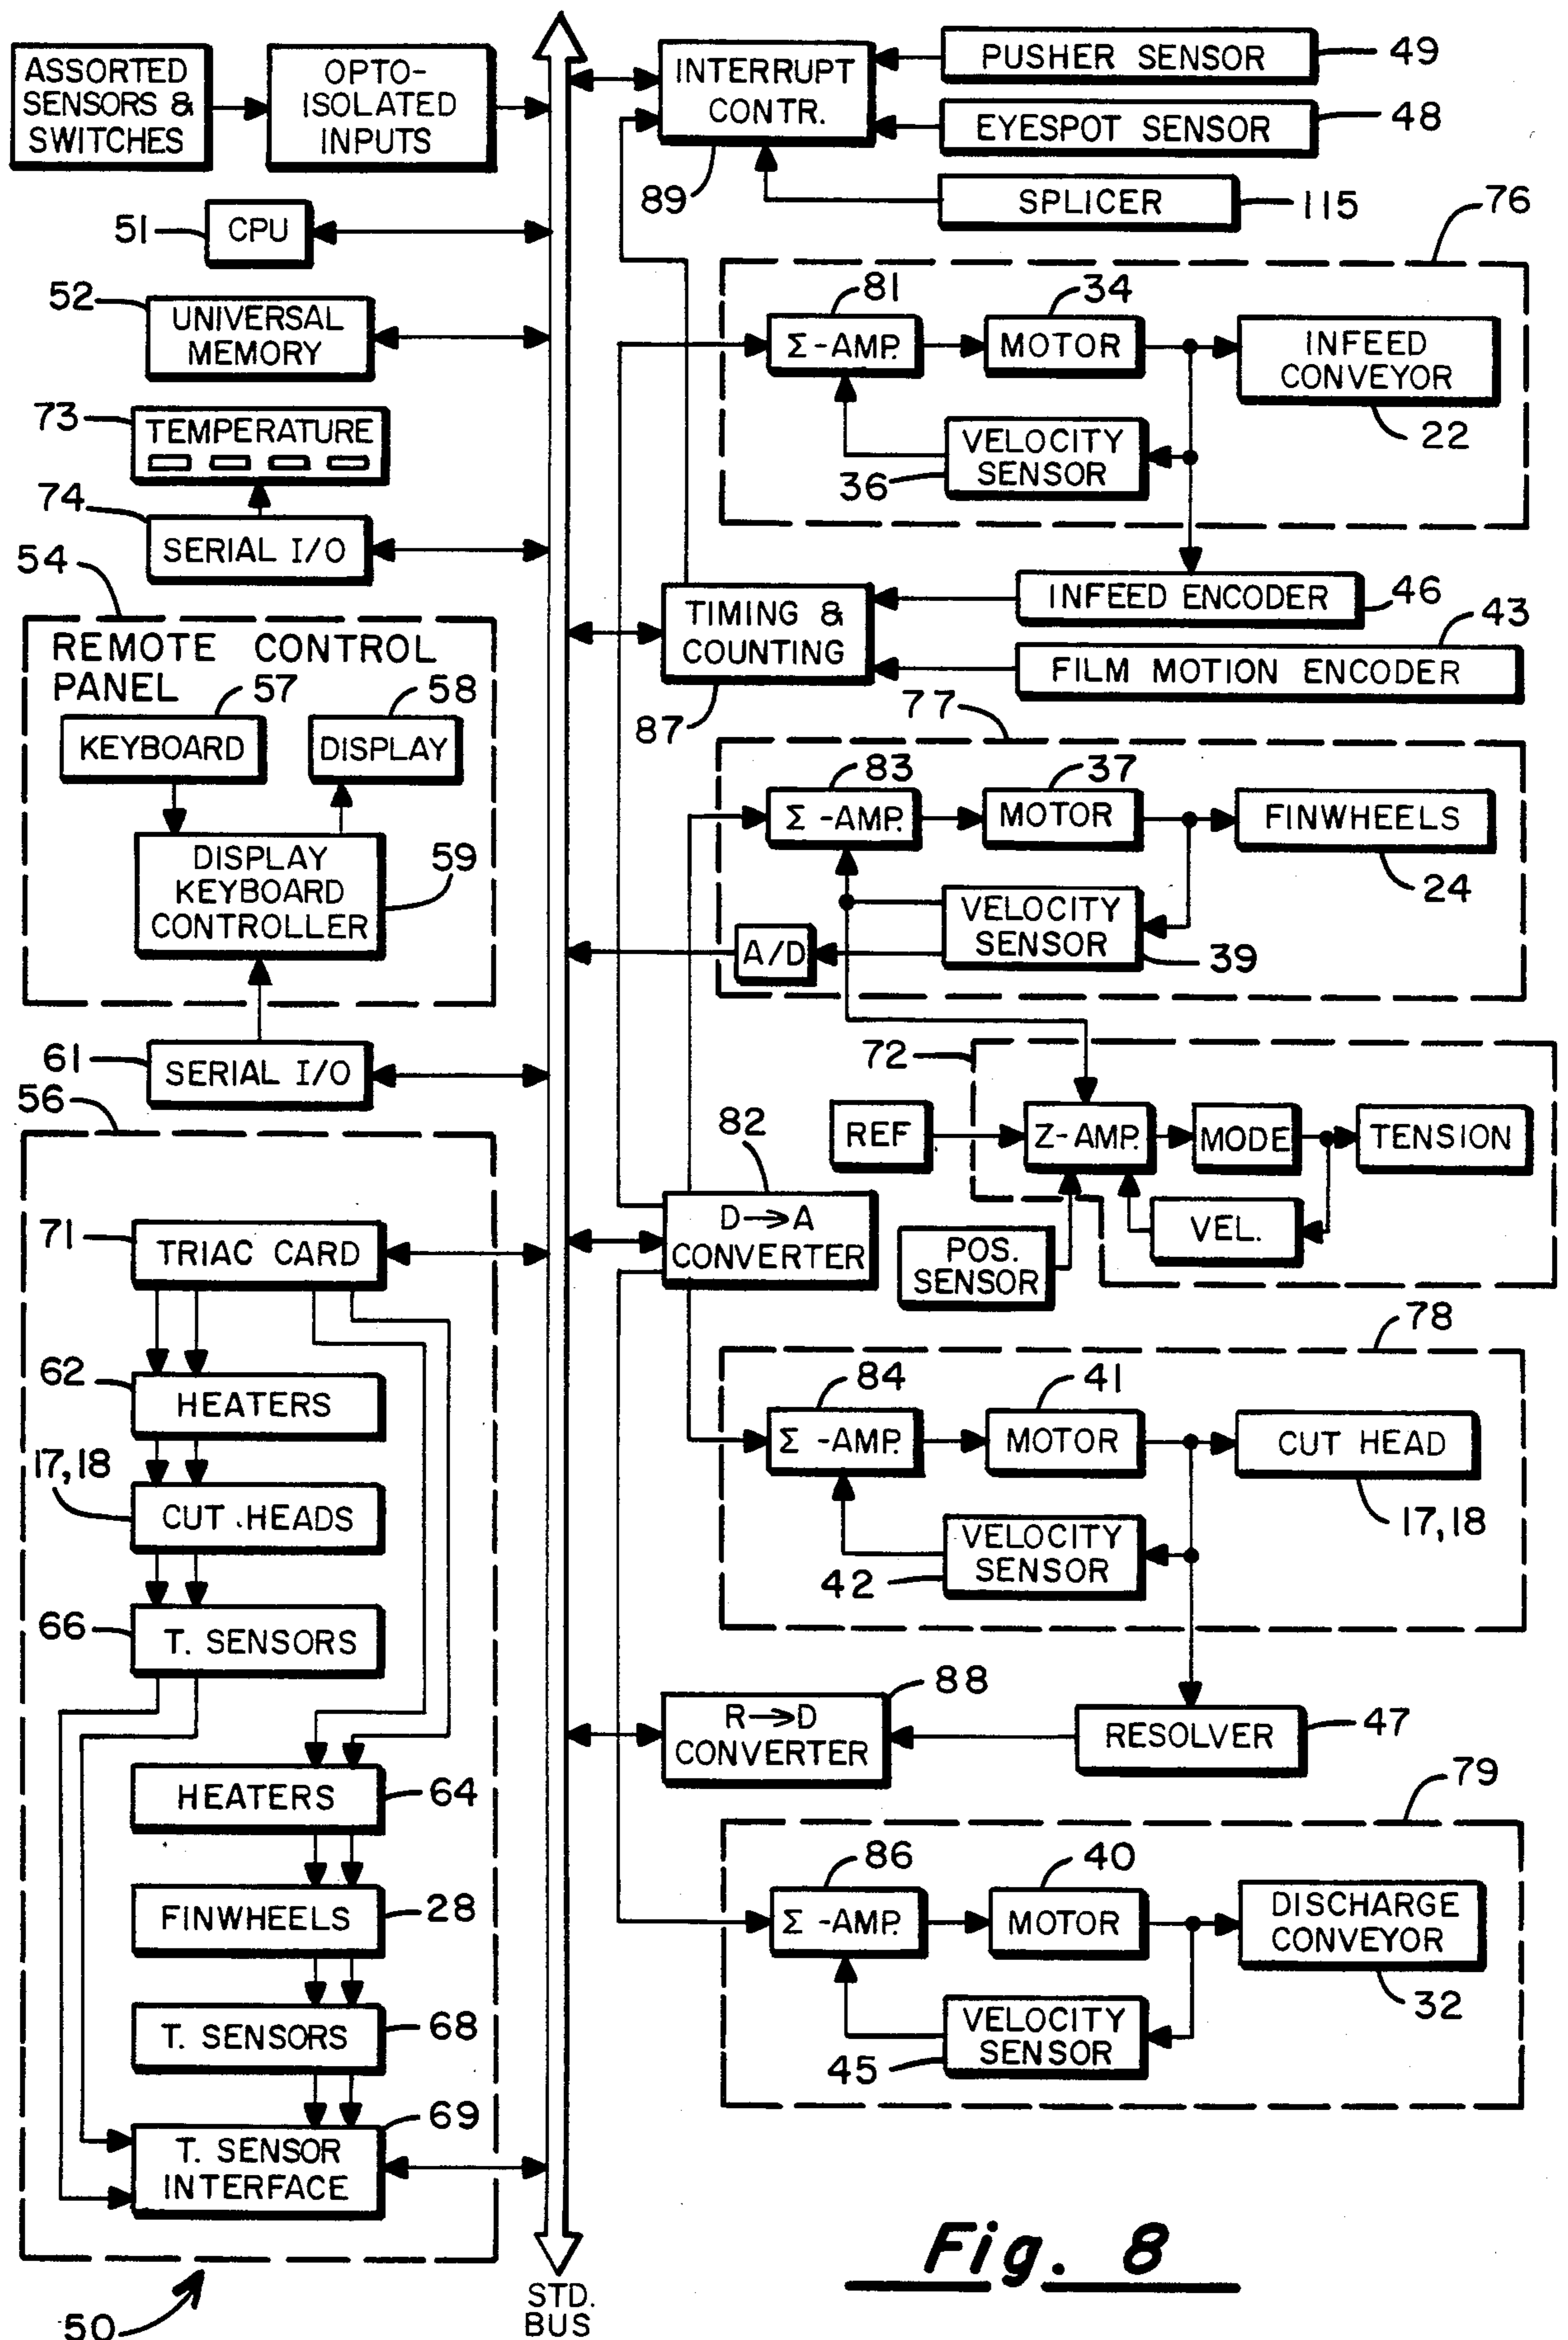 ASSORTED
SENSORS &
SWITCHES
OPTO-
ISOLATED
INPUTS
INTERRUPT
CONTR.
89
PUSHER SENSOR
49
EYESPOT SENSOR
48
SPLICER
115
51
CPU
52
UNIVERSAL
MEMORY
73
TEMPERATURE
74
SERIAL I/O
76
81
Σ-AMP.
34
MOTOR
INFEED
CONVEYOR
22
VELOCITY
SENSOR
36
54
REMOTE CONTROL
PANEL
57
KEYBOARD
58
DISPLAY
DISPLAY
KEYBOARD
CONTROLLER
59
61
SERIAL I/O
TIMING &
COUNTING
87
INFEED ENCODER
46
FILM MOTION ENCODER
43
77
83
Σ-AMP.
37
MOTOR
FINWHEELS
24
VELOCITY
SENSOR
39
A/D
72
REF
Z-AMP.
MODE
TENSION
VEL.
POS.
SENSOR
82
D→A
CONVERTER
56
71
TRIAC CARD
62
HEATERS
17,18
CUT HEADS
66
T. SENSORS
HEATERS
64
FINWHEELS
28
T. SENSORS
68
69
T. SENSOR
INTERFACE
78
84
Σ-AMP.
41
MOTOR
CUT HEAD
17,18
VELOCITY
SENSOR
42
88
R→D
CONVERTER
RESOLVER
47
79
86
Σ-AMP.
40
MOTOR
DISCHARGE
CONVEYOR
32
VELOCITY
SENSOR
45
50
STD.
BUS
Fig. 8